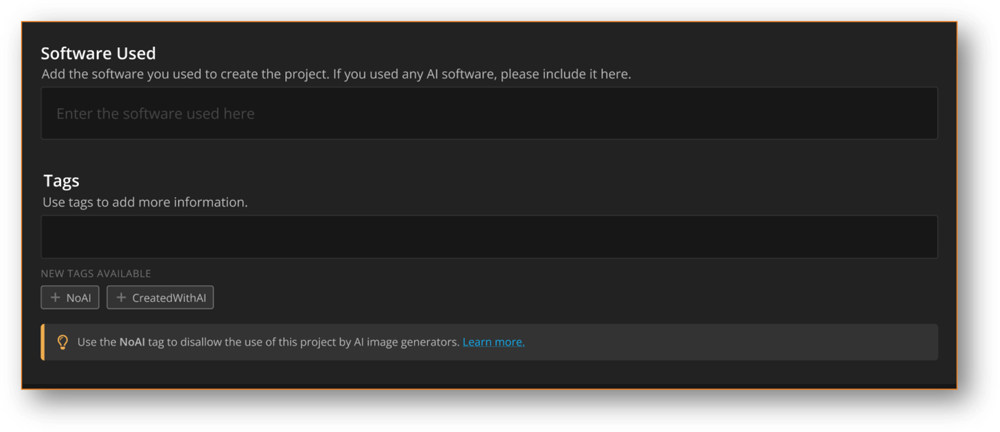 Software Used
Add the software you used to create the project. If you used any AI software, please include it here.
Enter the software used here
Tags
Use tags to add more information.
NEW TAGS AVAILABLE
+ NoAI + CreatedWithAI
Use the NoAI tag to disallow the use of this project by AI image generators. Learn more.